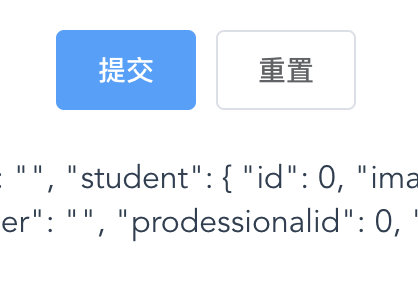 提交 重置
: "", "student": { "id": 0, "ima
er": "", "prodessionalid": 0, "